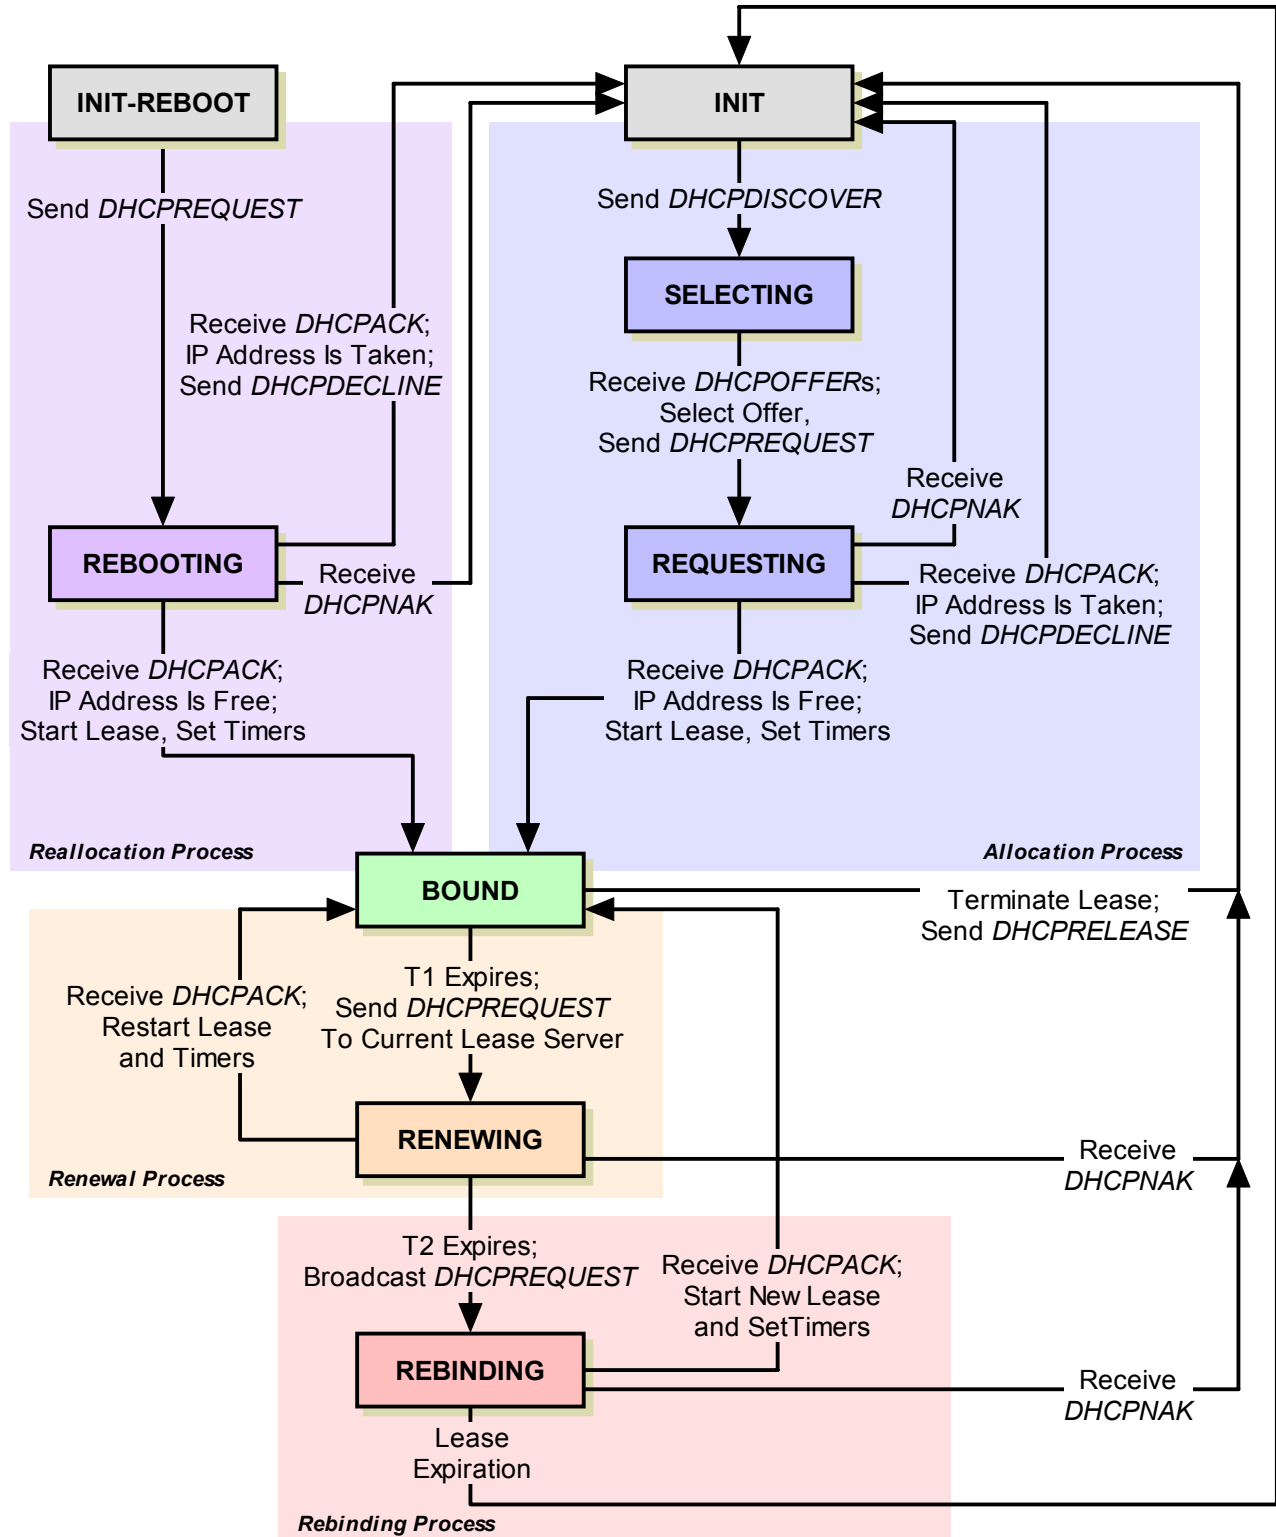 INIT-REBOOT
INIT
Send DHCPREQUEST
Send DHCPDISCOVER
SELECTING
Receive DHCPACK;
IP Address Is Taken;
Send DHCPDECLINE
Receive DHCPOFFERs;
Select Offer,
Send DHCPREQUEST
Receive
DHCPNAK
REBOOTING
Receive
DHCPNAK
REQUESTING
Receive DHCPACK;
IP Address Is Taken;
Send DHCPDECLINE
Receive DHCPACK;
IP Address Is Free;
Start Lease, Set Timers
Receive DHCPACK;
IP Address Is Free;
Start Lease, Set Timers
Reallocation Process
Allocation Process
BOUND
Terminate Lease;
Send DHCPRELEASE
Receive DHCPACK;
Restart Lease
and Timers
T1 Expires;
Send DHCPREQUEST
To Current Lease Server
RENEWING
Receive
DHCPNAK
Renewal Process
T2 Expires;
Broadcast DHCPREQUEST
Receive DHCPACK;
Start New Lease
and SetTimers
REBINDING
Receive
DHCPNAK
Lease
Expiration
Rebinding Process